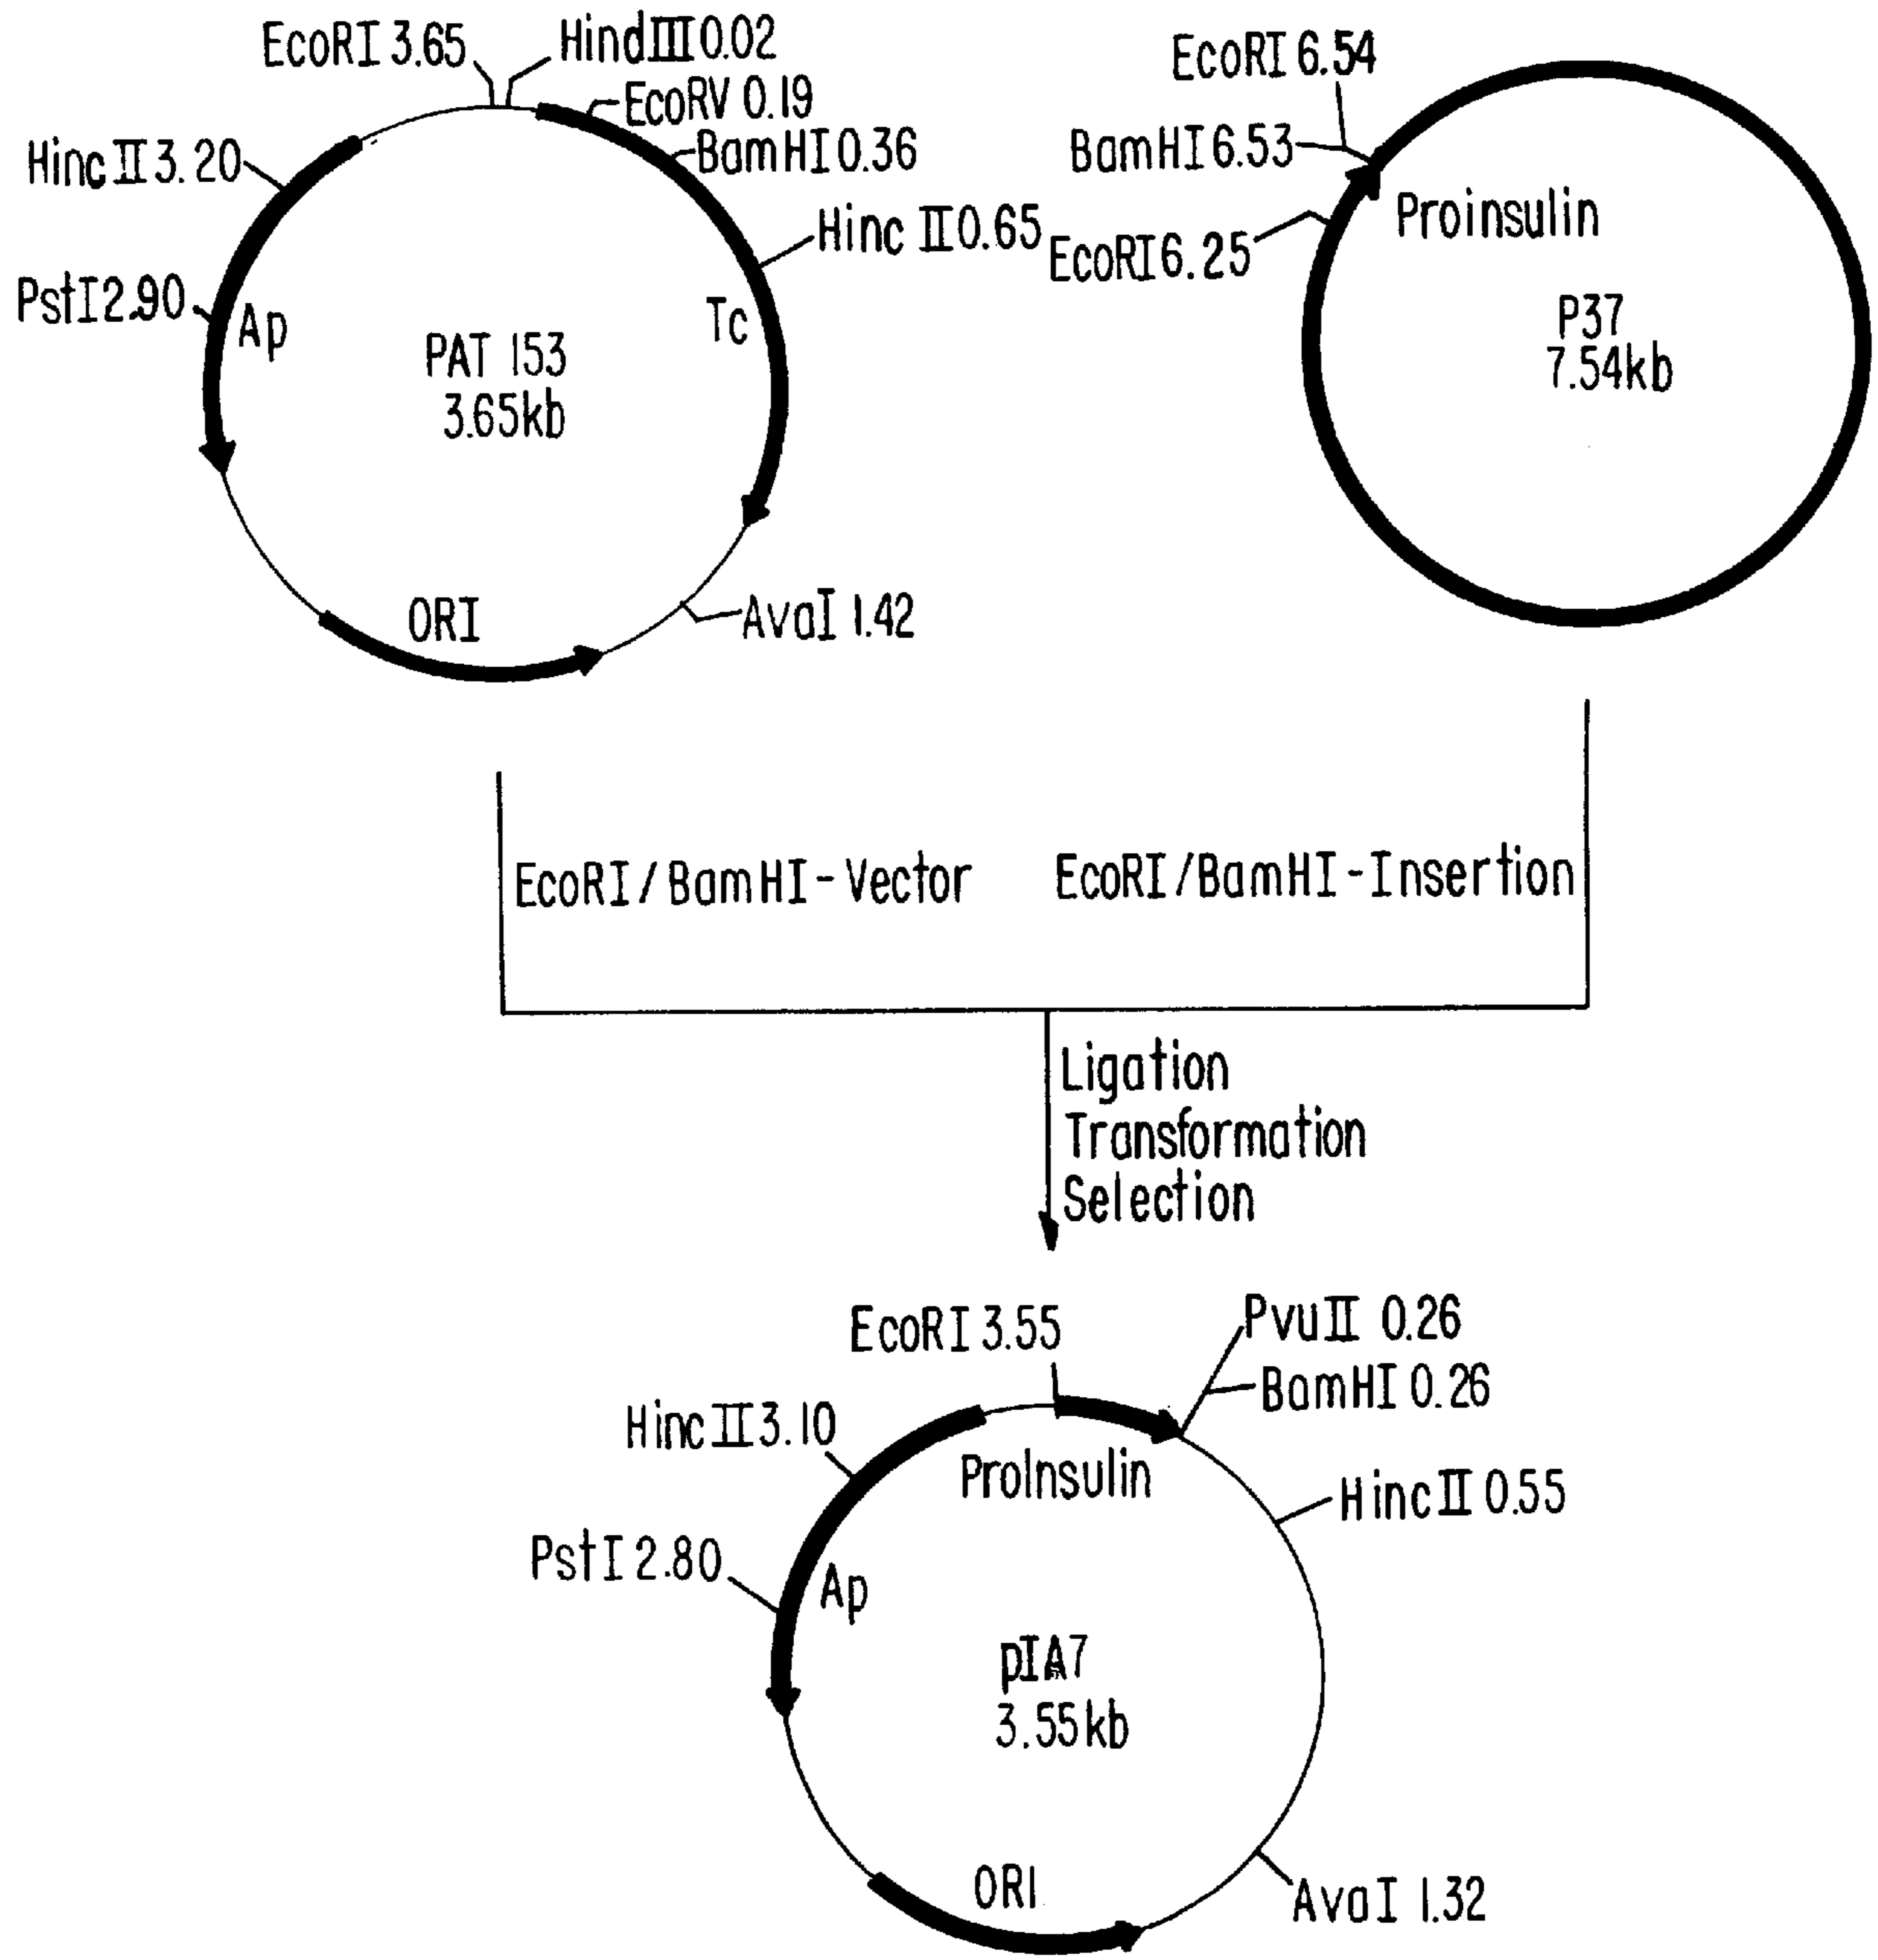 EcoRI 3.65
HindIII 0.02
EcoRV 0.19
BamHI 0.36
HincII 3.20
HincII 0.65
PstI 2.90
Ap
Tc
PAT 153
3.65kb
ORI
AvaI 1.42
EcoRI 6.54
BamHI 6.53
EcoRI 6.25
Proinsulin
P37
7.54kb
EcoRI/BamHI-Vector
EcoRI/BamHI-Insertion
Ligation
Transformation
Selection
EcoRI 3.55
PvuII 0.26
BamHI 0.26
HincII 3.10
ProInsulin
HincII 0.55
PstI 2.80
Ap
pIA7
3.55kb
ORI
AvaI 1.32